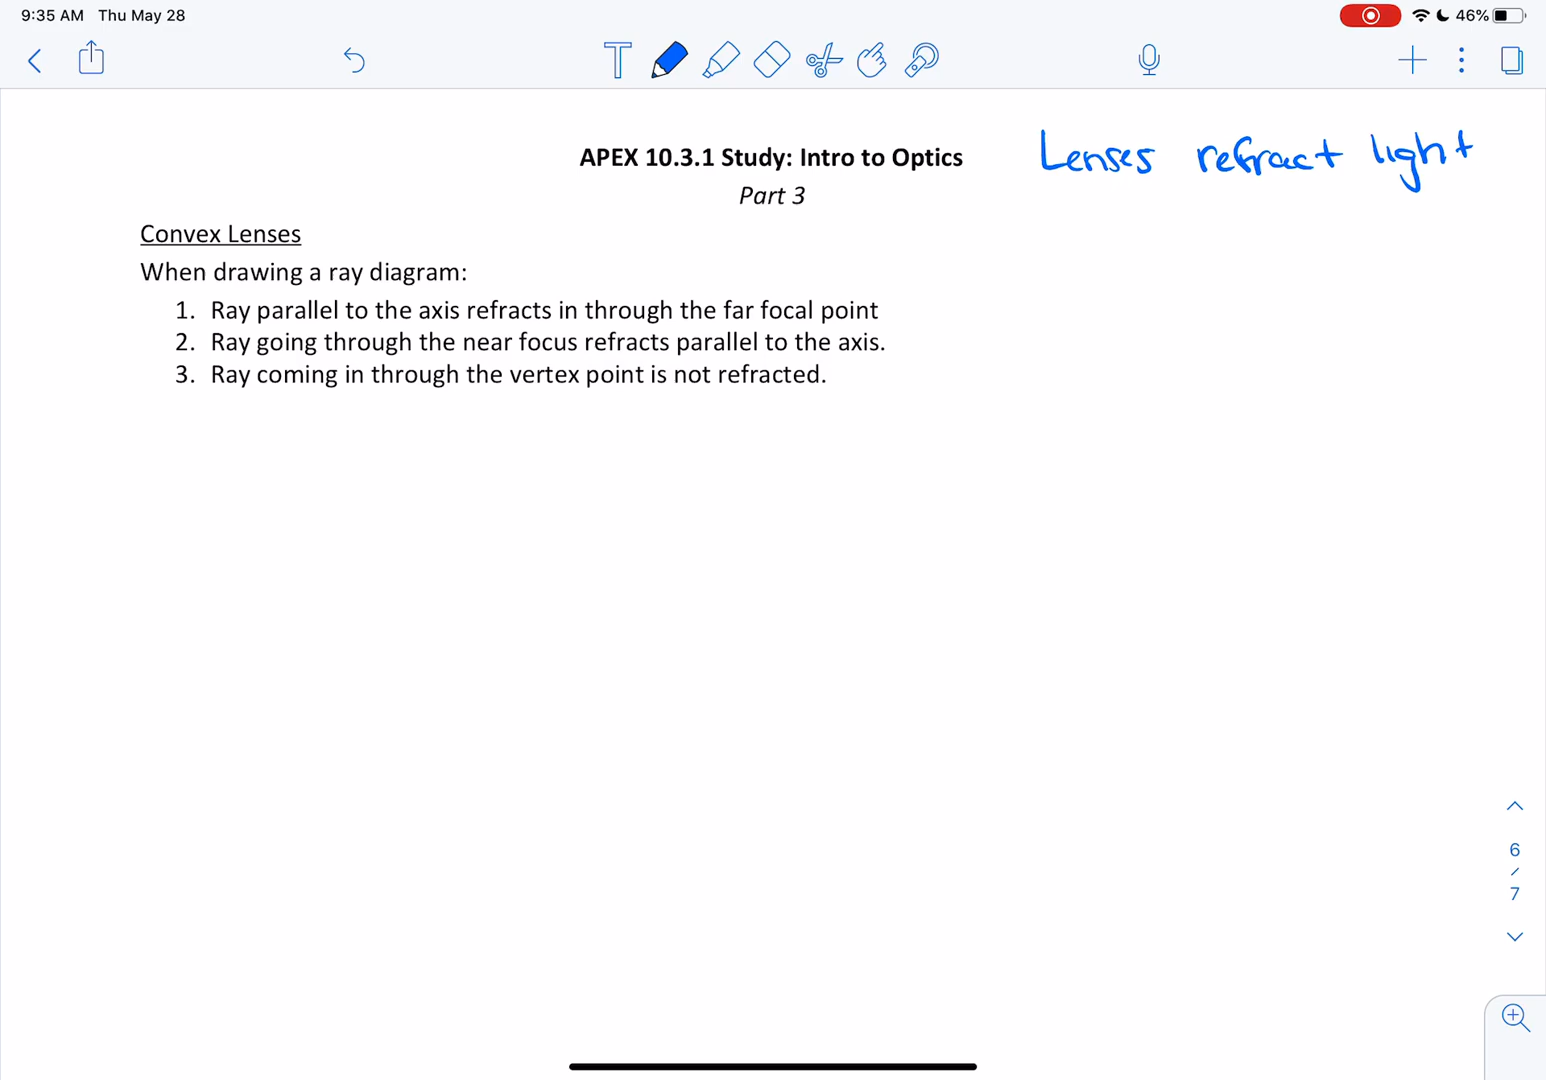 9:35 AM Thu May 28
46%
APEX 10.3.1 Study: Intro to Optics
Lenses refract light
Part 3
Convex Lenses
When drawing a ray diagram:
1. Ray parallel to the axis refracts in through the far focal point
2. Ray going through the near focus refracts parallel to the axis.
3. Ray coming in through the vertex point is not refracted.
6
/
7